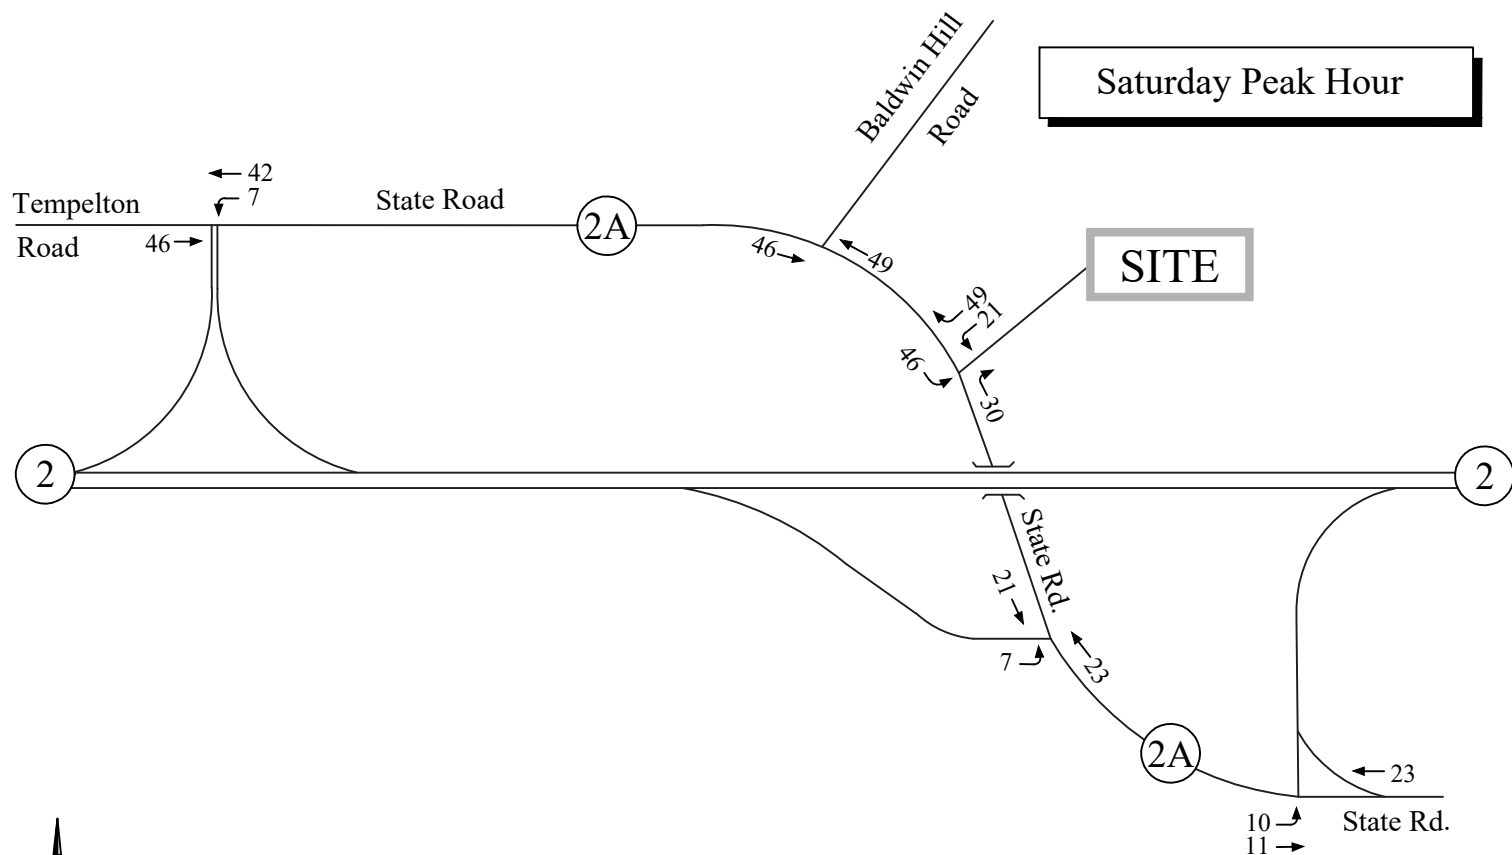 Baldwin Hill
Road
Saturday Peak Hour
42
7
Tempelton
Road
46
State Road
2A
46
49
SITE
49
21
46
30
2
2
State Rd.
21
7
23
2A
23
10
11
State Rd.